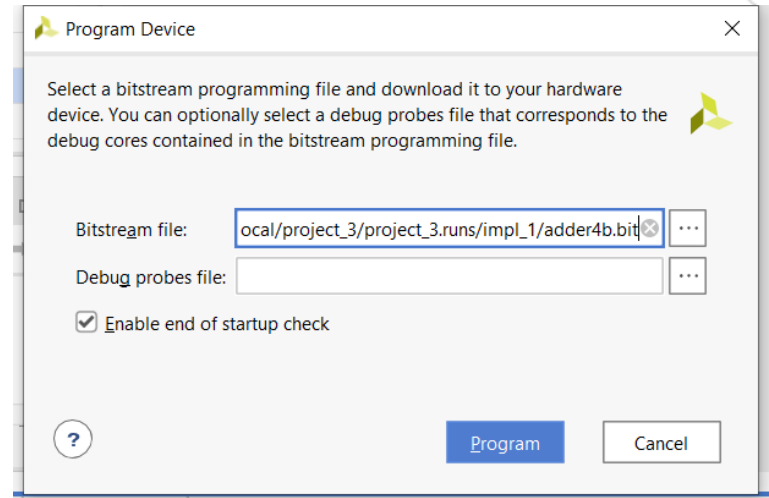 Program Device
Select a bitstream programming file and download it to your hardware
device. You can optionally select a debug probes file that corresponds to the
debug cores contained in the bitstream programming file.
Bitstream file: ocal/project_3/project_3.runs/impl_1/adder4b.bit ...
Debug probes file: ...
Enable end of startup check
? Program Cancel